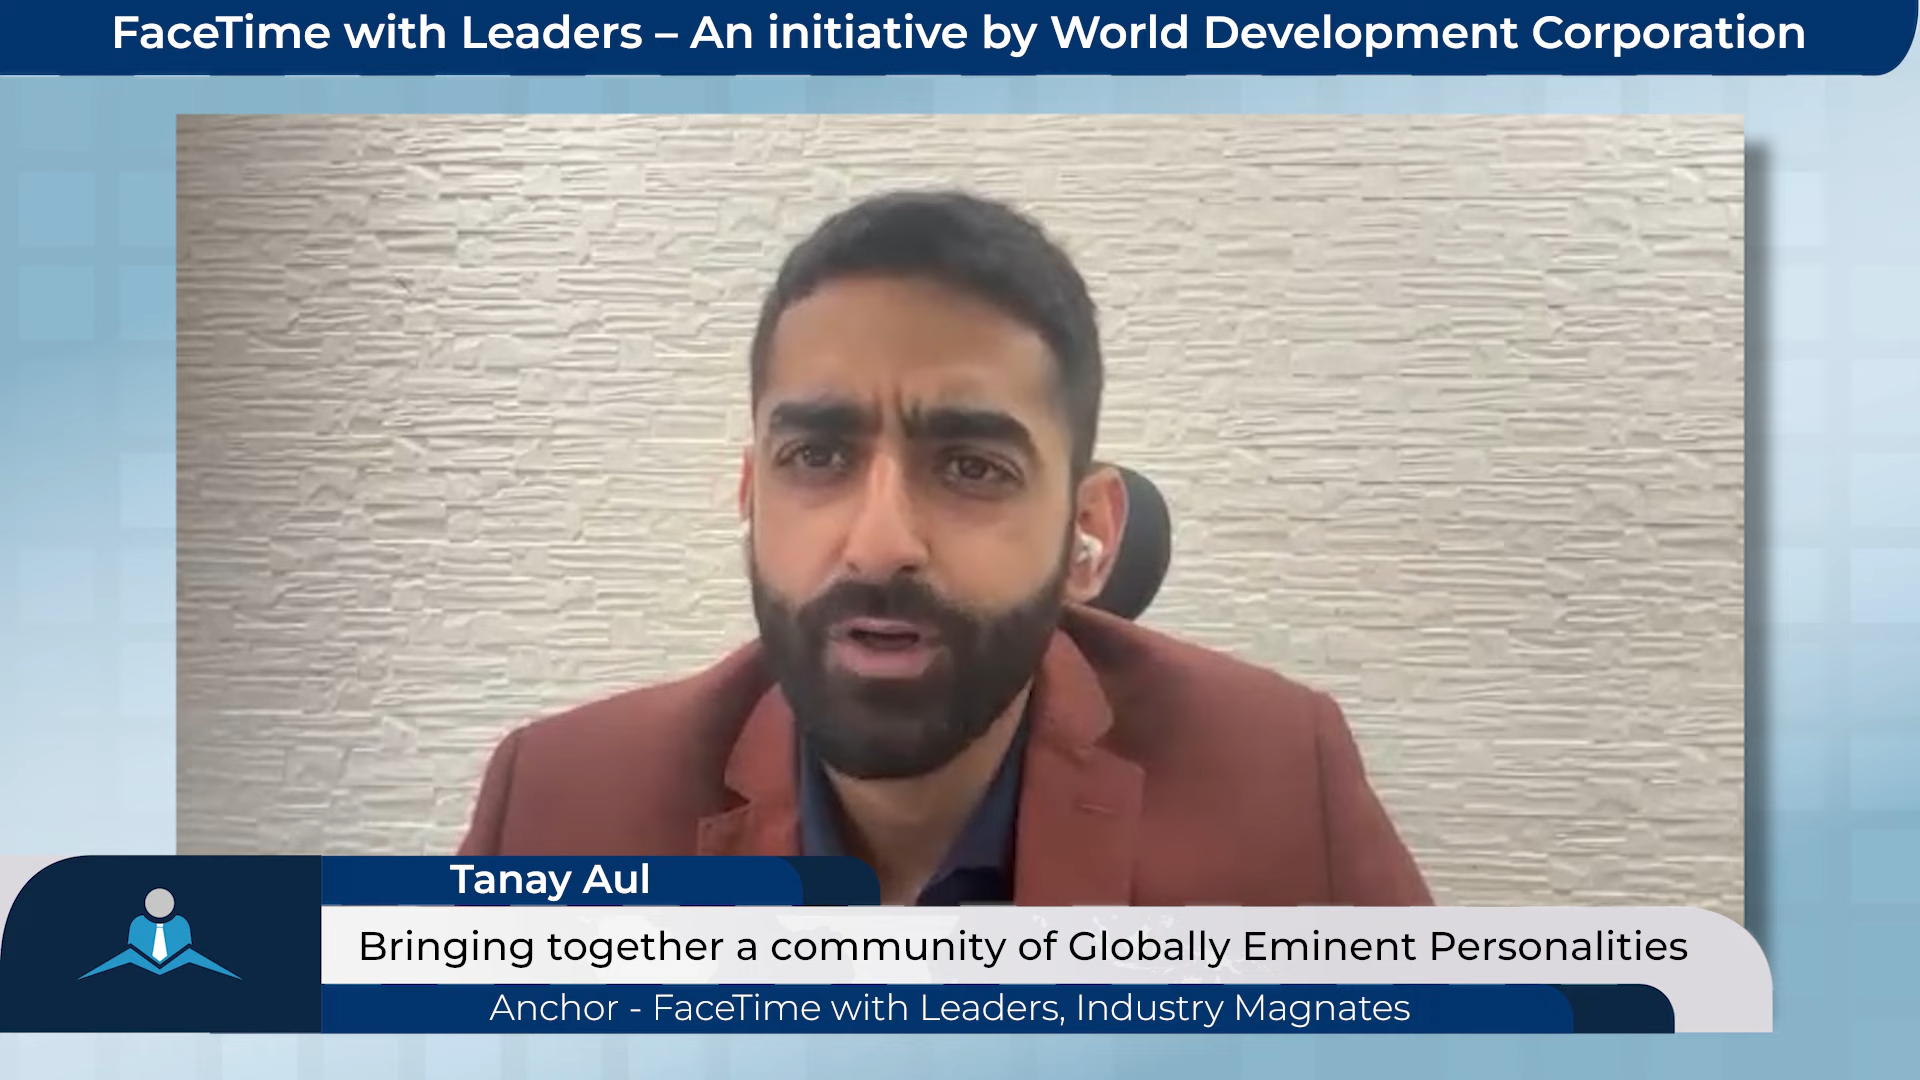 FaceTime with Leaders – An initiative by World Development Corporation
Tanay Aul
Bringing together a community of Globally Eminent Personalities
Anchor - FaceTime with Leaders, Industry Magnates